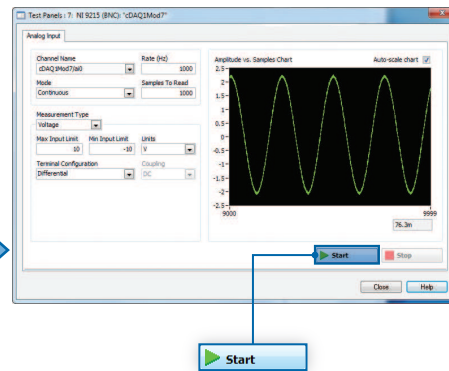 Test Panels : 7: NI 9215 (BNC): "cDAQ1Mod7"
Analog Input
Channel Name
cDAQ1Mod7/ai0
Rate (Hz)
1000
Mode
Continuous
Samples To Read
1000
Measurement Type
Voltage
Max Input Limit
10
Min Input Limit
-10
Units
V
Terminal Configuration
Differential
Coupling
DC
Amplitude vs. Samples Chart
Auto-scale chart
2.5
2
1.5
1
0.5
0
-0.5
-1
-1.5
-2
-2.5
9000
9999
76.3m
Start
Stop
Close
Help
Start